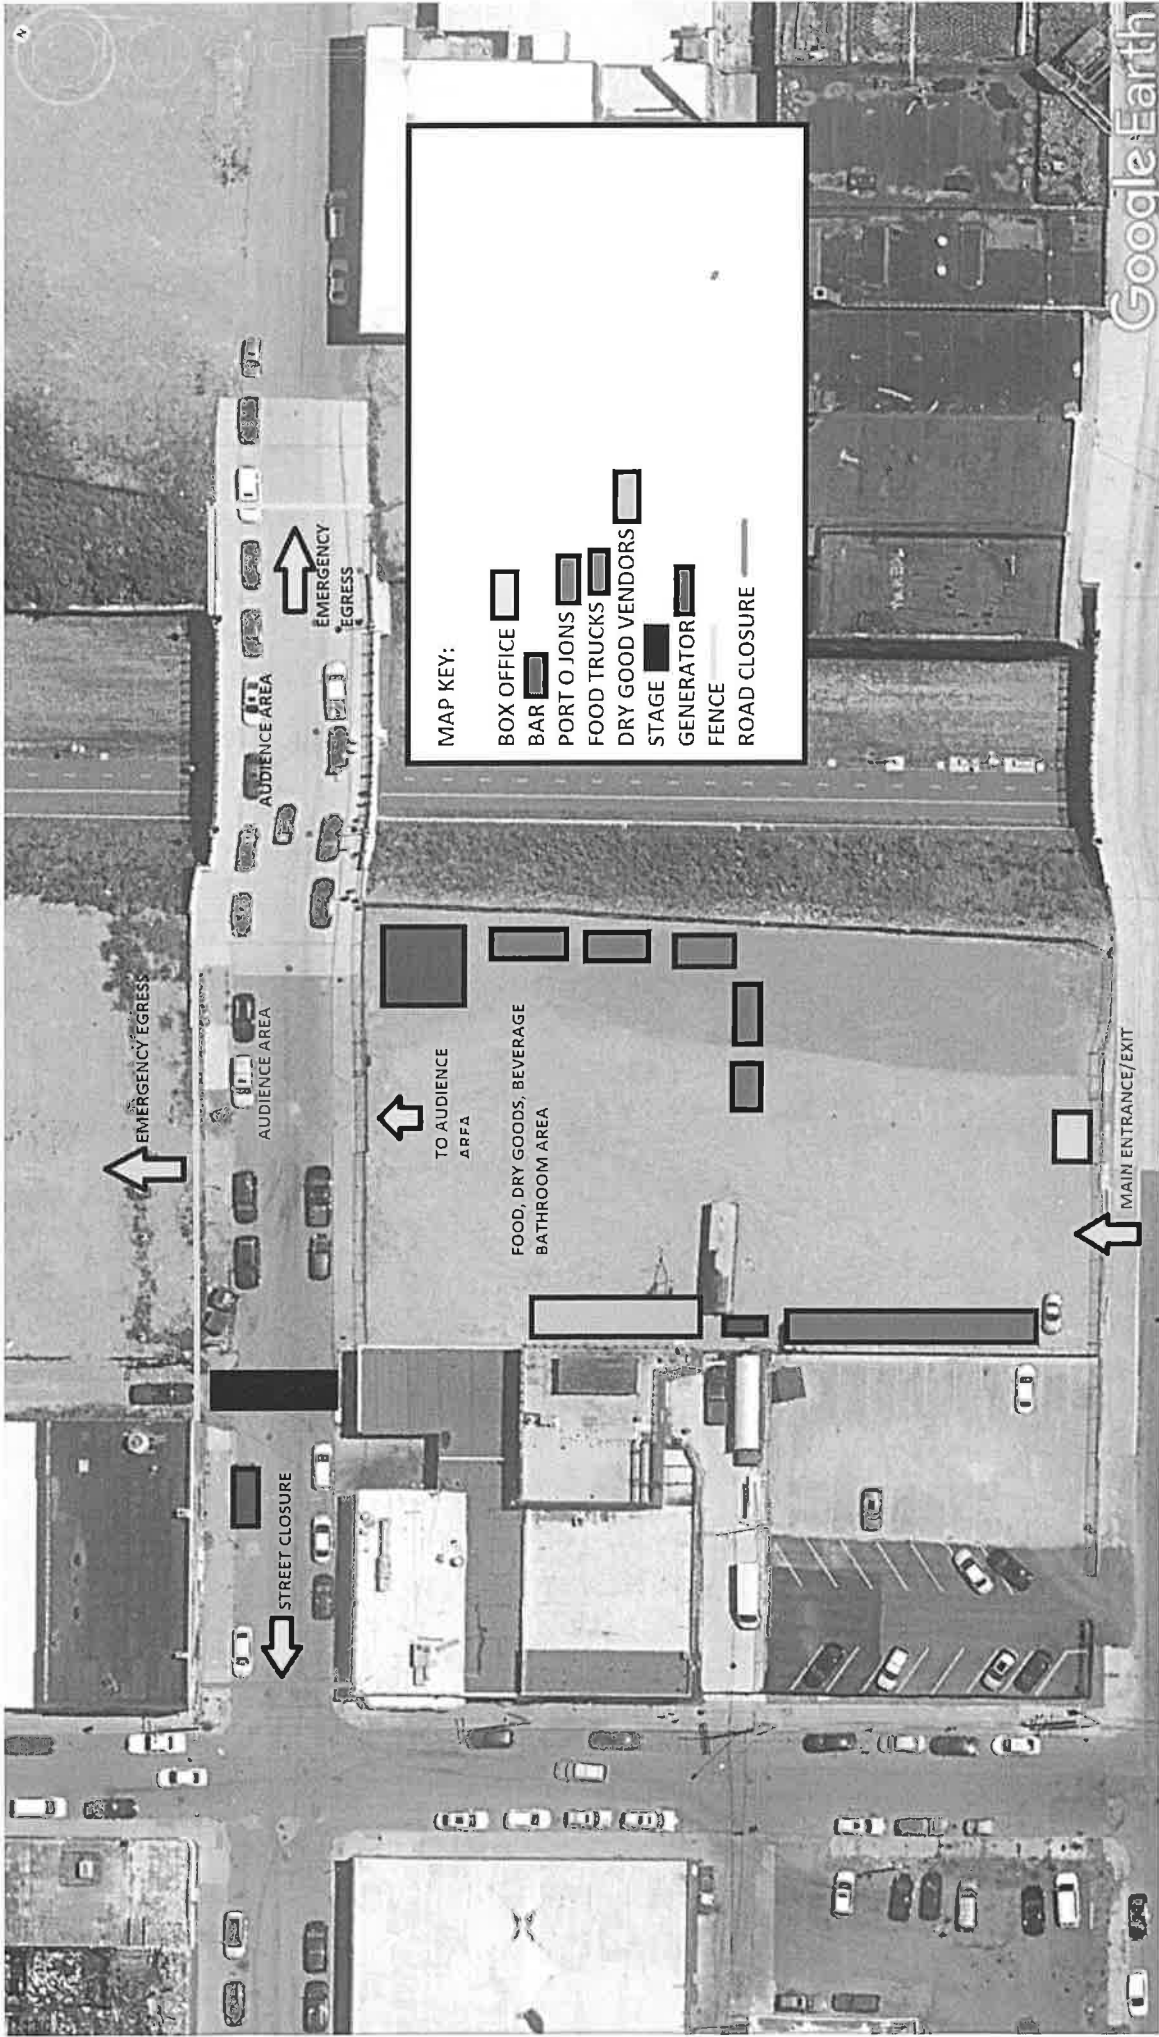 N
EMERGENCY EGRESS
AUDIENCE AREA
AUDIENCE AREA
EMERGENCY
EGRESS
STREET CLOSURE
TO AUDIENCE
AREA
FOOD, DRY GOODS, BEVERAGE
BATHROOM AREA
MAIN ENTRANCE/EXIT
MAP KEY:
BOX OFFICE
BAR
PORT O JONS
FOOD TRUCKS
DRY GOOD VENDORS
STAGE
GENERATOR
FENCE
ROAD CLOSURE
Google Earth